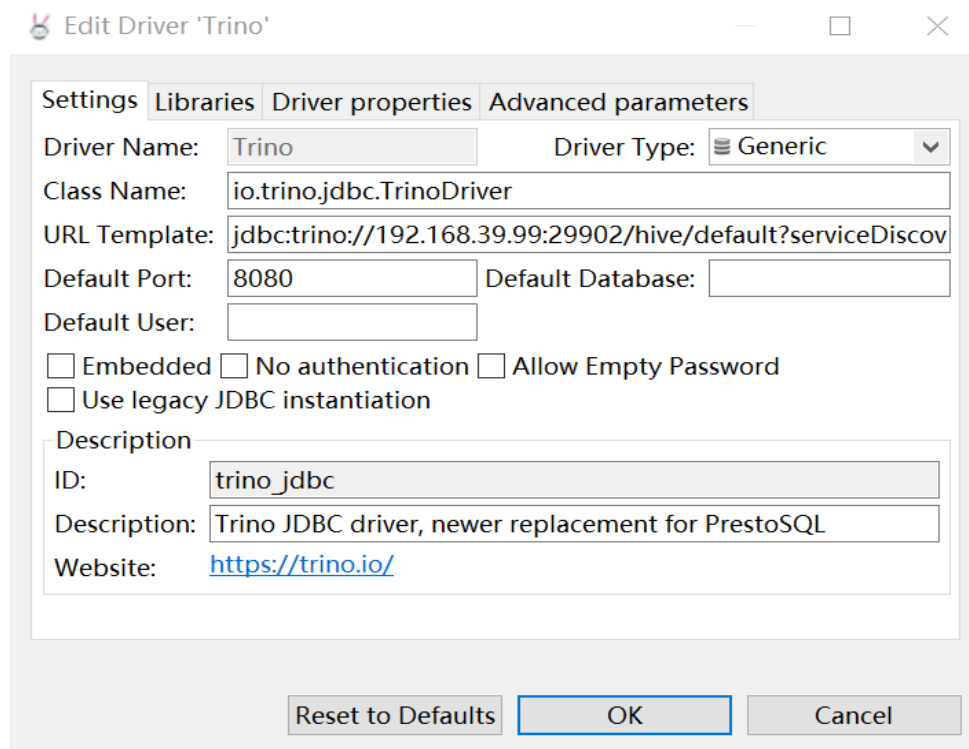 Edit Driver 'Trino'
Settings Libraries Driver properties Advanced parameters
Driver Name: Trino Driver Type: Generic
Class Name: io.trino.jdbc.TrinoDriver
URL Template: jdbc:trino://192.168.39.99:29902/hive/default?serviceDiscov
Default Port: 8080 Default Database:
Default User:
Embedded No authentication Allow Empty Password
Use legacy JDBC instantiation
Description
ID: trino_jdbc
Description: Trino JDBC driver, newer replacement for PrestoSQL
Website: https://trino.io/
Reset to Defaults OK Cancel